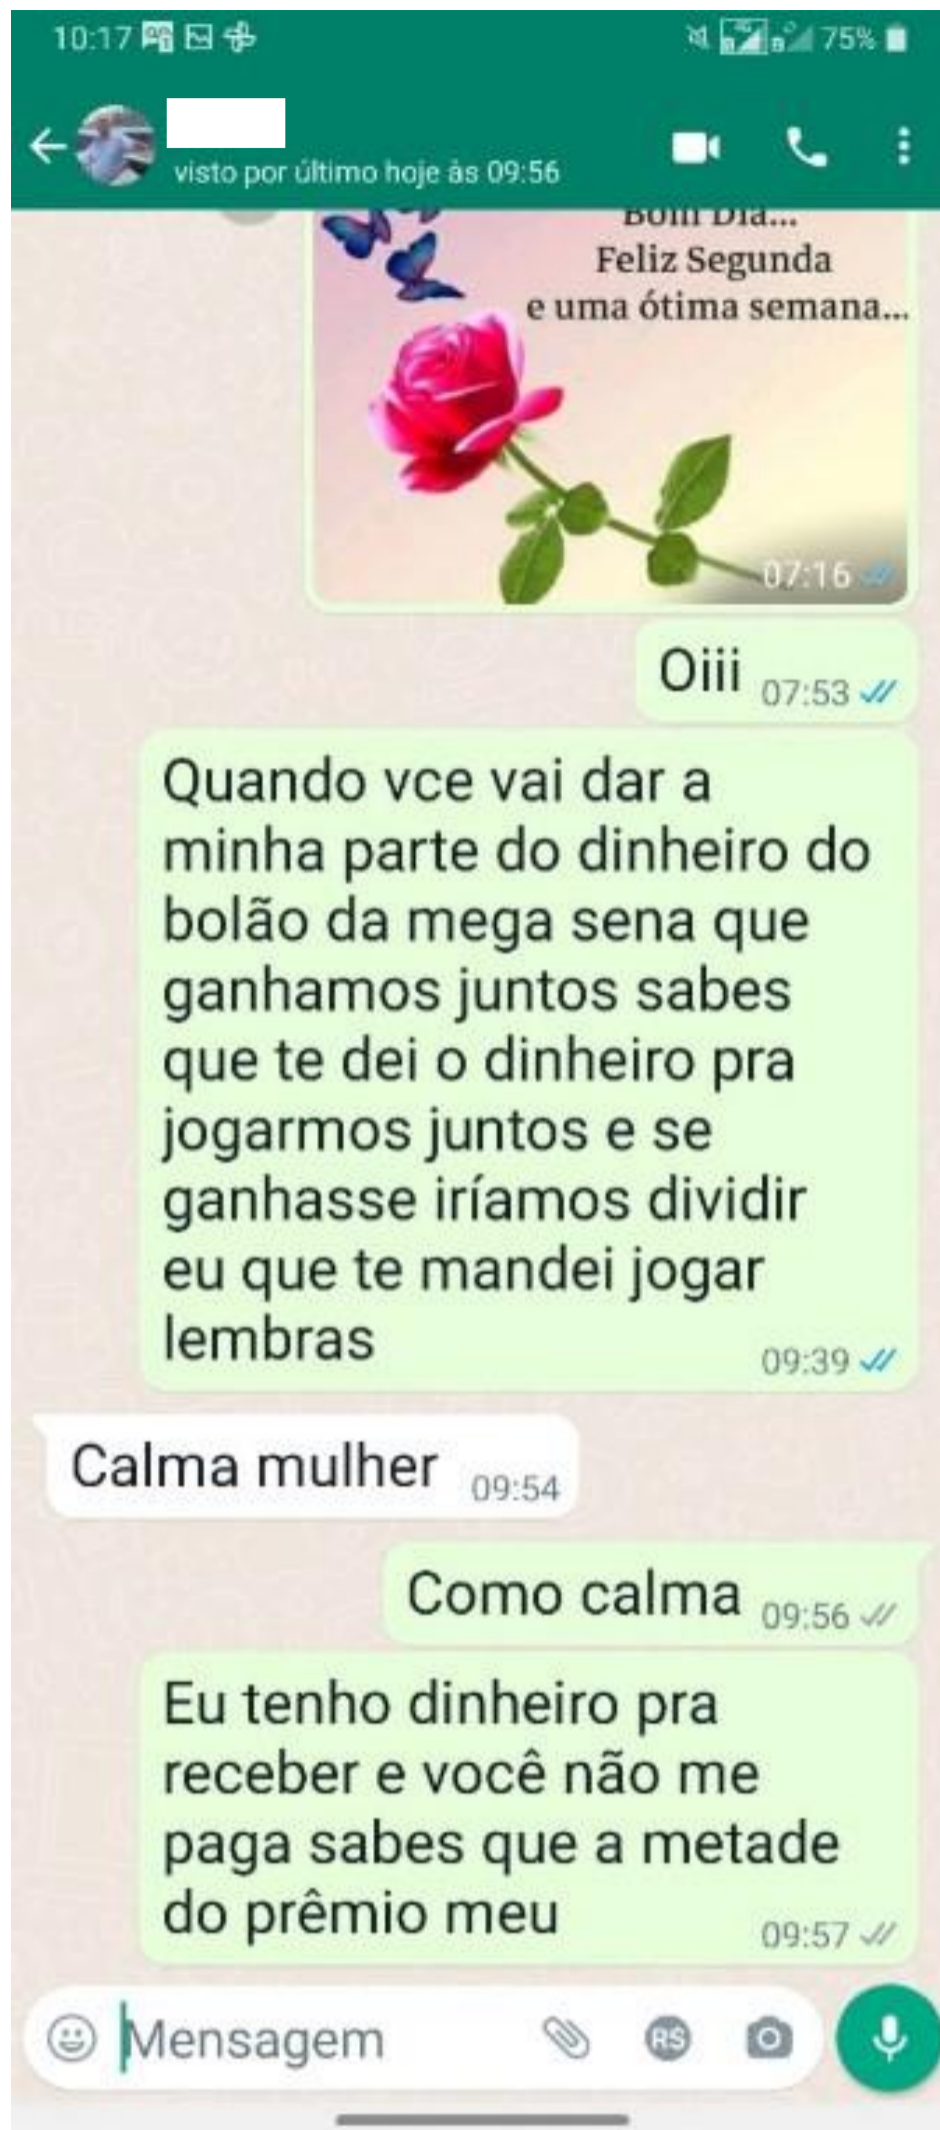 10:17
75%
visto por último hoje às 09:56
Bom Dia...
Feliz Segunda
e uma ótima semana...
07:16
Oiii 07:53
Quando vce vai dar a
minha parte do dinheiro do
bolão da mega sena que
ganhamos juntos sabes
que te dei o dinheiro pra
jogarmos juntos e se
ganhasse iríamos dividir
eu que te mandei jogar
lembras 09:39
Calma mulher 09:54
Como calma 09:56
Eu tenho dinheiro pra
receber e você não me
paga sabes que a metade
do prêmio meu 09:57
Mensagem
R$